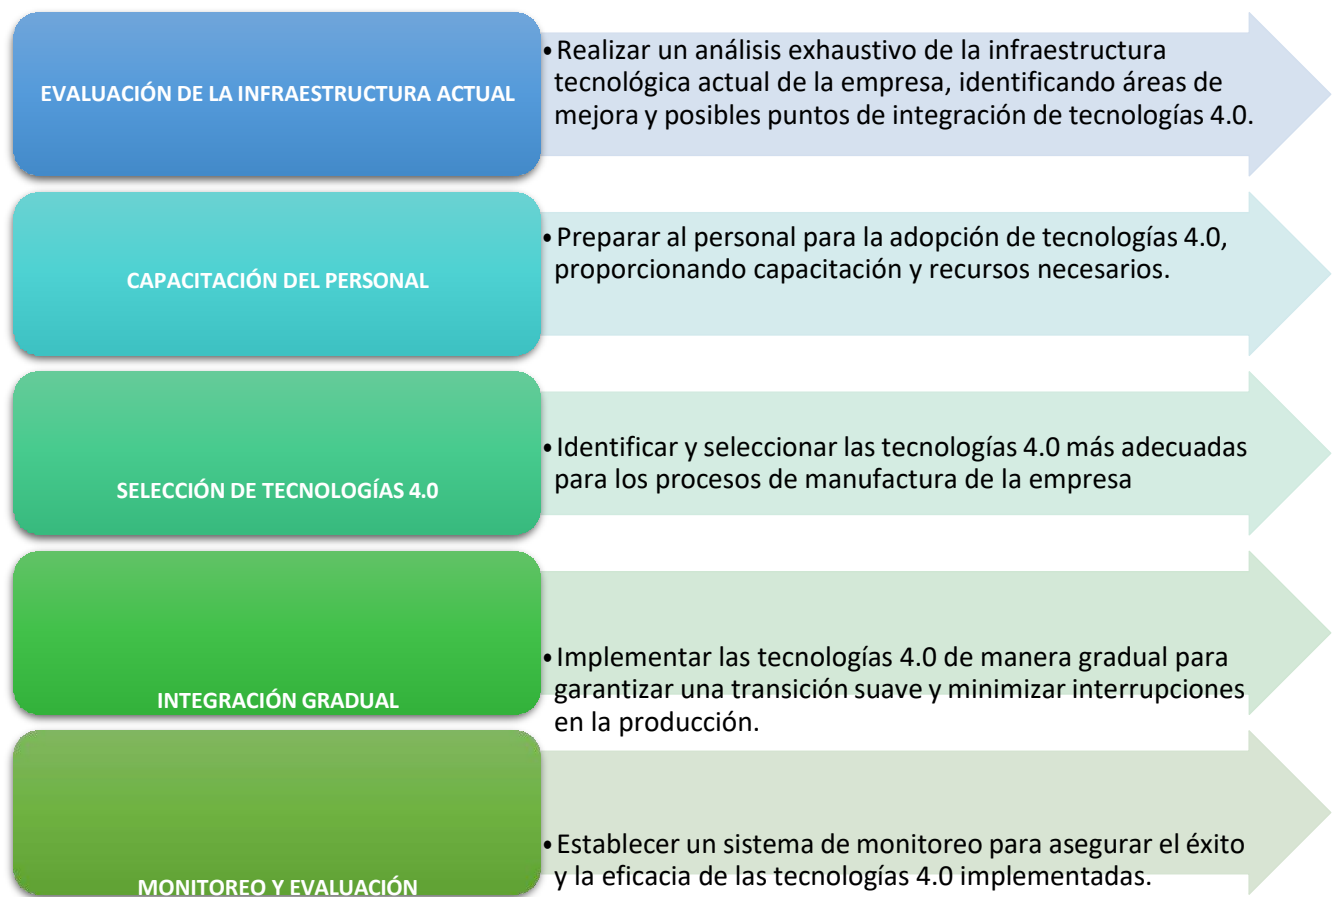 EVALUACIÓN DE LA INFRAESTRUCTURA ACTUAL
•Realizar un análisis exhaustivo de la infraestructura
tecnológica actual de la empresa, identificando áreas de
mejora y posibles puntos de integración de tecnologías 4.0.
CAPACITACIÓN DEL PERSONAL
•Preparar al personal para la adopción de tecnologías 4.0,
proporcionando capacitación y recursos necesarios.
SELECCIÓN DE TECNOLOGÍAS 4.0
•Identificar y seleccionar las tecnologías 4.0 más adecuadas
para los procesos de manufactura de la empresa
INTEGRACIÓN GRADUAL
•Implementar las tecnologías 4.0 de manera gradual para
garantizar una transición suave y minimizar interrupciones
en la producción.
MONITOREO Y EVALUACIÓN
•Establecer un sistema de monitoreo para asegurar el éxito
y la eficacia de las tecnologías 4.0 implementadas.